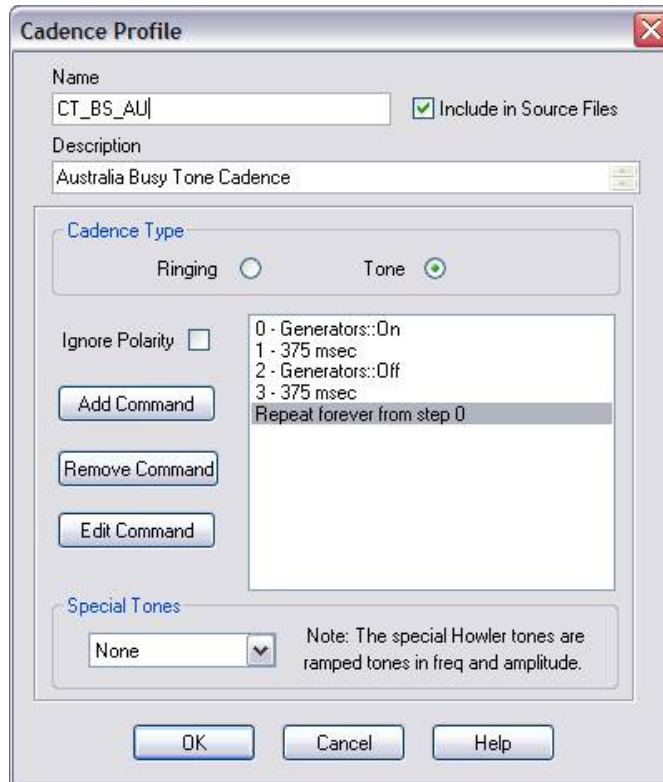 Cadence Profile
Name
CT_BS_AU
Include in Source Files
Description
Australia Busy Tone Cadence
Cadence Type
Ringing
Tone
Ignore Polarity
0 - Generators::On
1 - 375 msec
2 - Generators::Off
3 - 375 msec
Repeat forever from step 0
Add Command
Remove Command
Edit Command
Special Tones
None
Note: The special Howler tones are
ramped tones in freq and amplitude.
OK
Cancel
Help